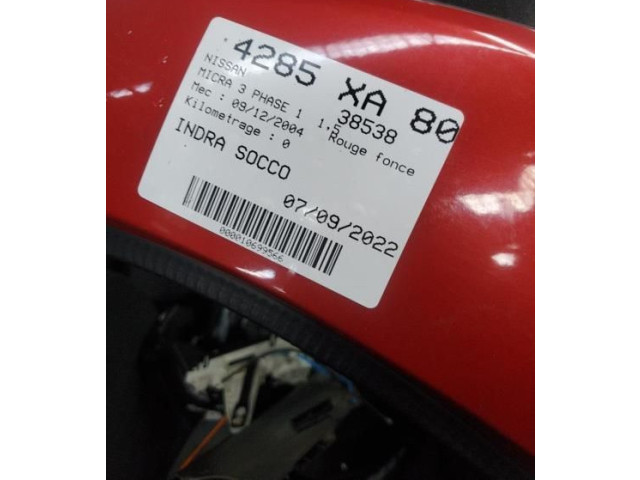 4285 XA 80
NISSAN 38538
MICRA 3 PHASE 1 1.5
Mec : 09/12/2004 Rouge fonce
Kilometrage : 0
INDRA SOCCO
07/09/2022
000010699566